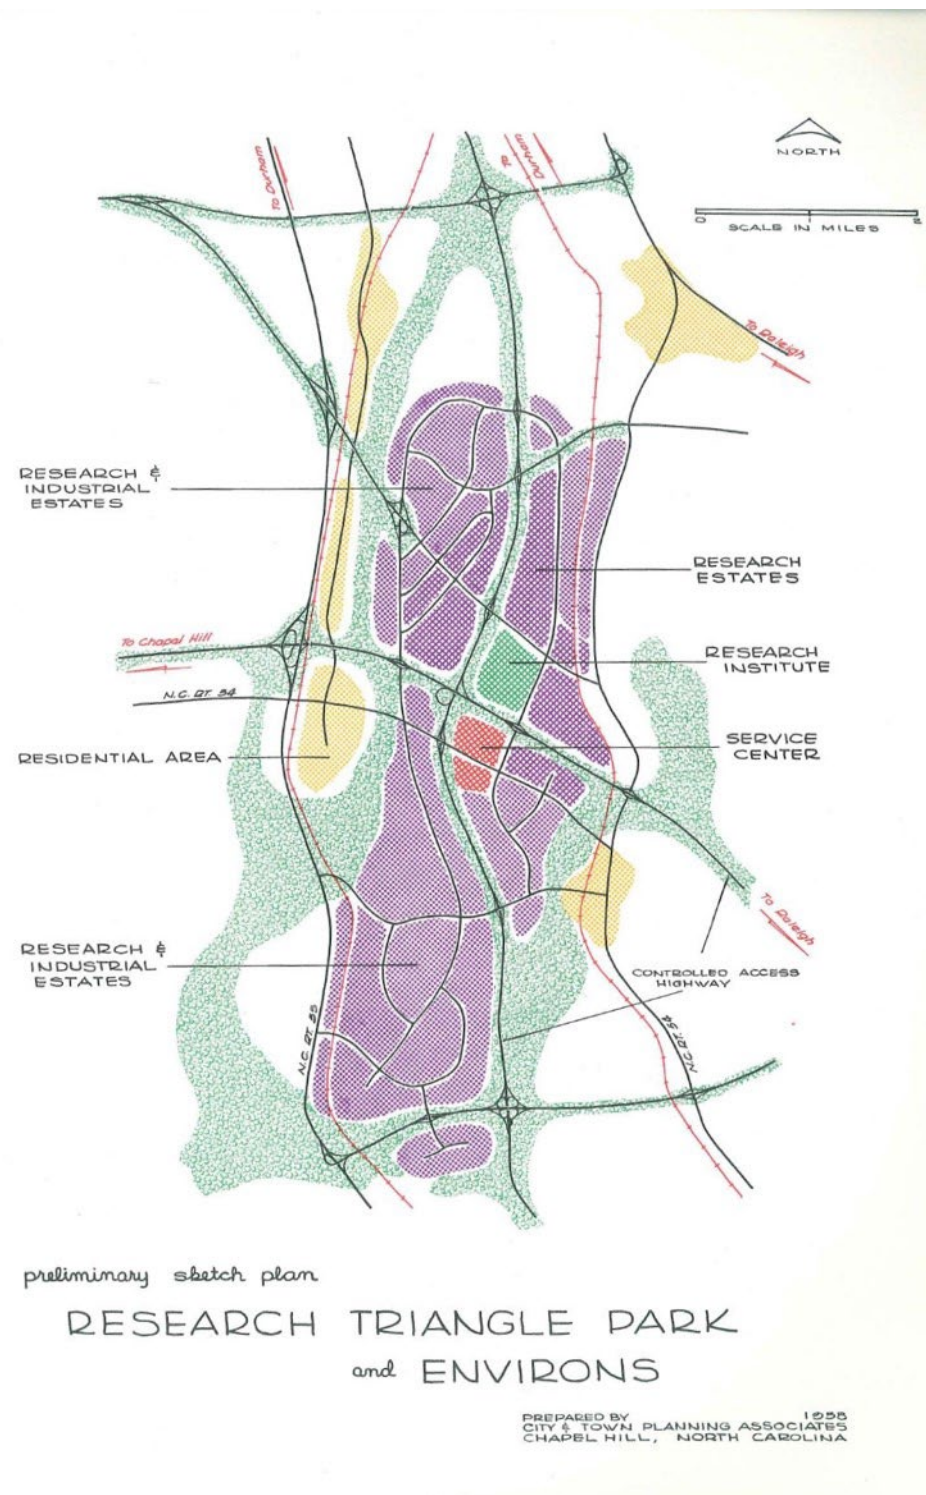 NORTH
0
SCALE IN MILES
To Durham
To
Durham
To Raleigh
RESEARCH &
INDUSTRIAL
ESTATES
RESEARCH
ESTATES
To Chapel Hill
RESEARCH
INSTITUTE
N.C. RT. 54
SERVICE
CENTER
RESIDENTIAL AREA
To Raleigh
RESEARCH &
INDUSTRIAL
ESTATES
CONTROLLED ACCESS
HIGHWAY
N.C. RT. 55
N.C. RT. 54
preliminary sketch plan
RESEARCH TRIANGLE PARK
and ENVIRONS
PREPARED BY 1958
CITY & TOWN PLANNING ASSOCIATES
CHAPEL HILL, NORTH CAROLINA